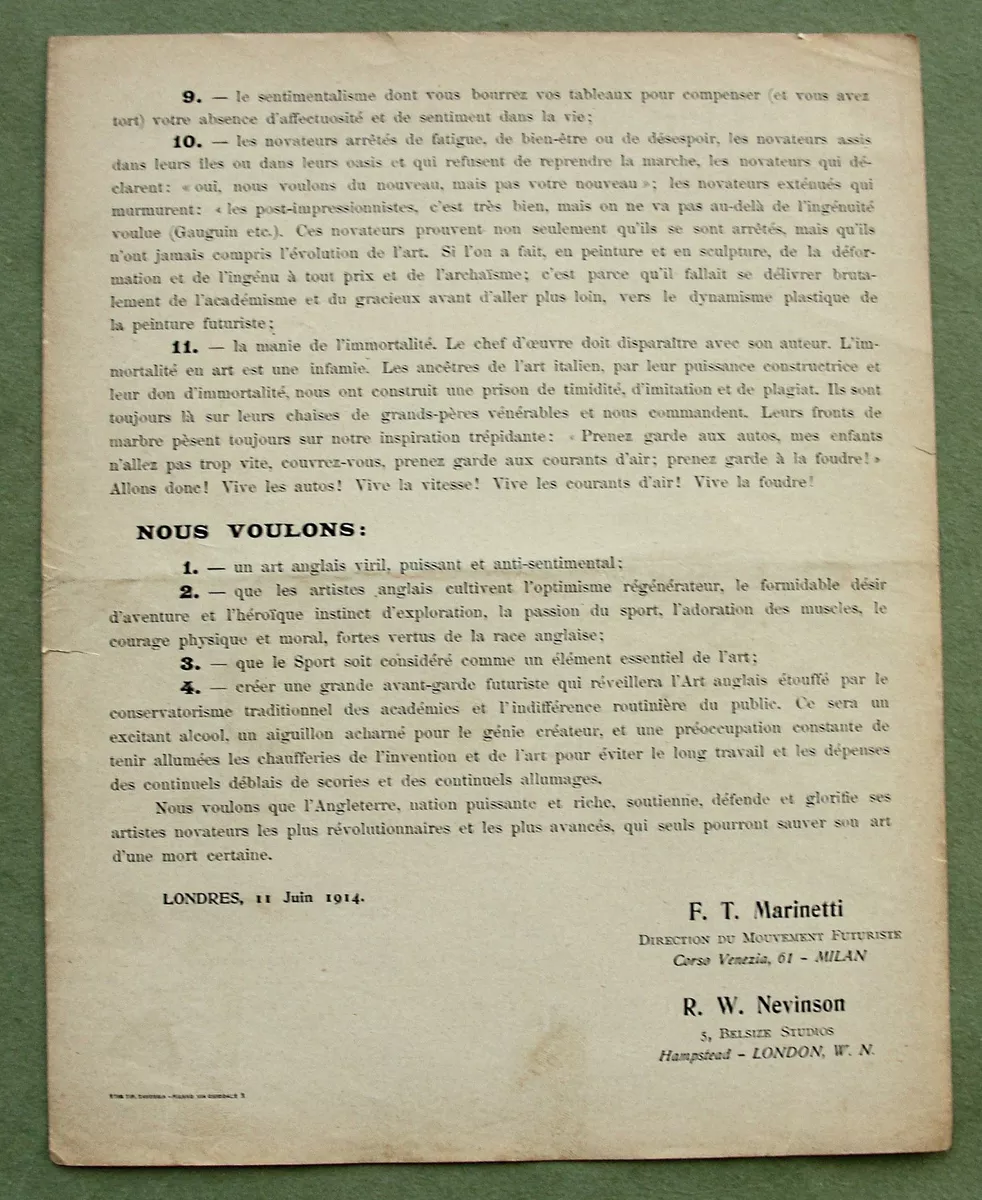 9. — le sentimentalisme dont vous bourrez vos tableaux pour compenser (et vous avez
tort) votre absence d'affectuosité et de sentiment dans la vie;
10. — les novateurs arrêtés de fatigue, de bien-être ou de désespoir, les novateurs assis
dans leurs îles ou dans leurs oasis et qui refusent de reprendre la marche, les novateurs qui dé-
clarent: « oui, nous voulons du nouveau, mais pas votre nouveau »; les novateurs exténués qui
murmurent: « les post-impressionnistes, c'est très bien, mais on ne va pas au-delà de l'ingénuité
voulue (Gauguin etc.). Ces novateurs prouvent non seulement qu'ils se sont arrêtés, mais qu'ils
n'ont jamais compris l'évolution de l'art. Si l'on a fait, en peinture et en sculpture, de la défor-
mation et de l'ingénu à tout prix et de l'archaïsme; c'est parce qu'il fallait se délivrer bruta-
lement de l'académisme et du gracieux avant d'aller plus loin, vers le dynamisme plastique de
la peinture futuriste;
11. — la manie de l'immortalité. Le chef d'œuvre doit disparaître avec son auteur. L'im-
mortalité en art est une infamie. Les ancêtres de l'art italien, par leur puissance constructrice et
leur don d'immortalité, nous ont construit une prison de timidité, d'imitation et de plagiat. Ils sont
toujours là sur leurs chaises de grands-pères vénérables et nous commandent. Leurs fronts de
marbre pèsent toujours sur notre inspiration trépidante: « Prenez garde aux autos, mes enfants
n'allez pas trop vite, couvrez-vous, prenez garde aux courants d'air; prenez garde à la foudre! »
Allons donc! Vive les autos! Vive la vitesse! Vive les courants d'air! Vive la foudre!
NOUS VOULONS:
1. — un art anglais viril, puissant et anti-sentimental;
2. — que les artistes anglais cultivent l'optimisme régénérateur, le formidable désir
d'aventure et l'héroïque instinct d'exploration, la passion du sport, l'adoration des muscles, le
courage physique et moral, fortes vertus de la race anglaise;
3. — que le Sport soit considéré comme un élément essentiel de l'art;
4. — créer une grande avant-garde futuriste qui réveillera l'Art anglais étouffé par le
conservatorisme traditionnel des académies et l'indifférence routinière du public. Ce sera un
excitant alcool, un aiguillon acharné pour le génie créateur, et une préoccupation constante de
tenir allumées les chaufferies de l'invention et de l'art pour éviter le long travail et les dépenses
des continuels déblais de scories et des continuels allumages.
Nous voulons que l'Angleterre, nation puissante et riche, soutienne, défende et glorifie ses
artistes novateurs les plus révolutionnaires et les plus avancés, qui seuls pourront sauver son art
d'une mort certaine.
LONDRES, 11 Juin 1914.
F. T. Marinetti
DIRECTION DU MOUVEMENT FUTURISTE
Corso Venezia, 61 - MILAN
R. W. Nevinson
5, BELSIZE STUDIOS
Hampstead - LONDON, W. N.